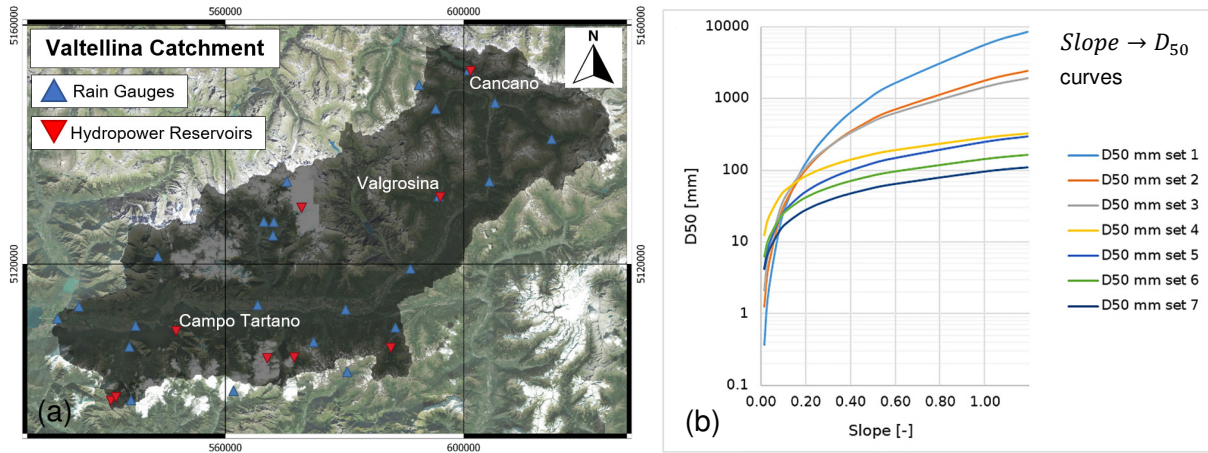 560000
600000
5160000
5160000
Valtellina Catchment
Rain Gauges
Hydropower Reservoirs
N
Cancano
Valgrosina
5120000
5120000
Campo Tartano
(a)
560000
600000
D50 [mm]
10000
1000
100
10
1
0.1
0.00
0.20
0.40
0.60
0.80
1.00
Slope [-]
(b)
Slope → D50
curves
D50 mm set 1
D50 mm set 2
D50 mm set 3
D50 mm set 4
D50 mm set 5
D50 mm set 6
D50 mm set 7